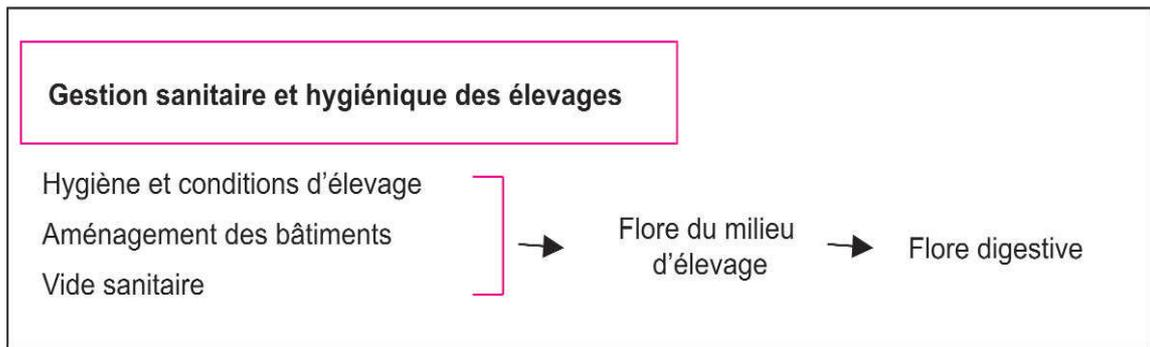 Gestion sanitaire et hygiénique des élevages
Hygiène et conditions d’élevage
Aménagement des bâtiments
Vide sanitaire
Flore du milieu
d’élevage
Flore digestive